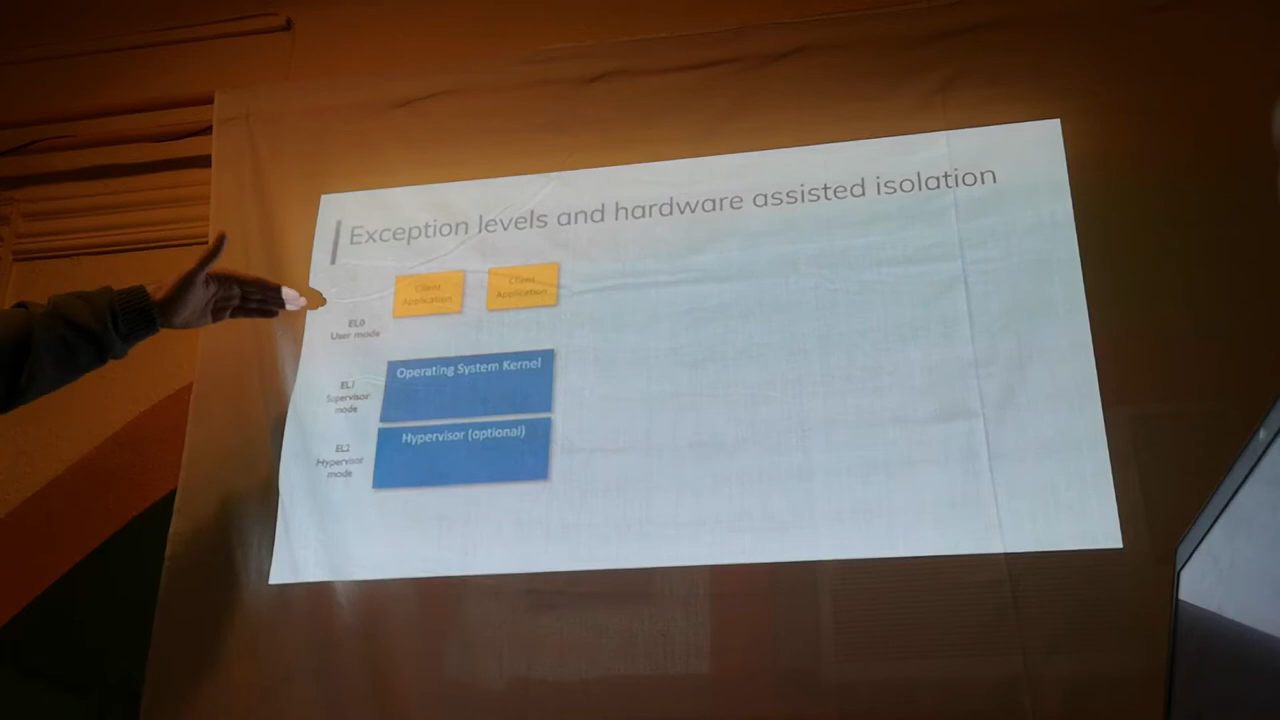 Exception levels and hardware assisted isolation
Client
Application
Client
Application
EL0
User mode
Operating System Kernel
EL1
Supervisor
mode
Hypervisor (optional)
EL2
Hypervisor
mode